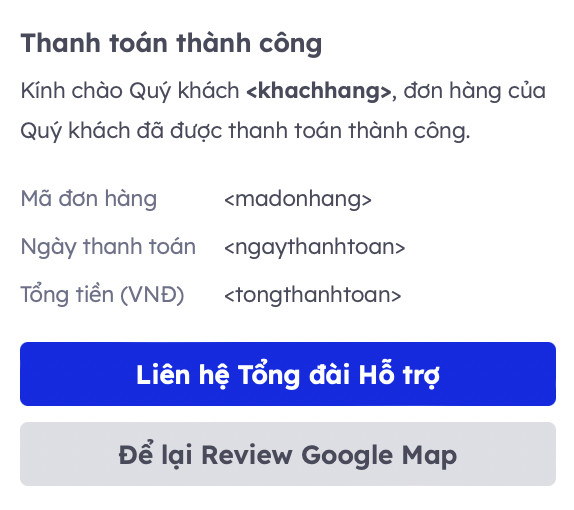 Thanh toán thành công
Kính chào Quý khách <khachhang>, đơn hàng của
Quý khách đã được thanh toán thành công.
Mã đơn hàng <madonhang>
Ngày thanh toán <ngaythanhtoan>
Tổng tiền (VNĐ) <tongthanhtoan>
Liên hệ Tổng đài Hỗ trợ
Để lại Review Google Map